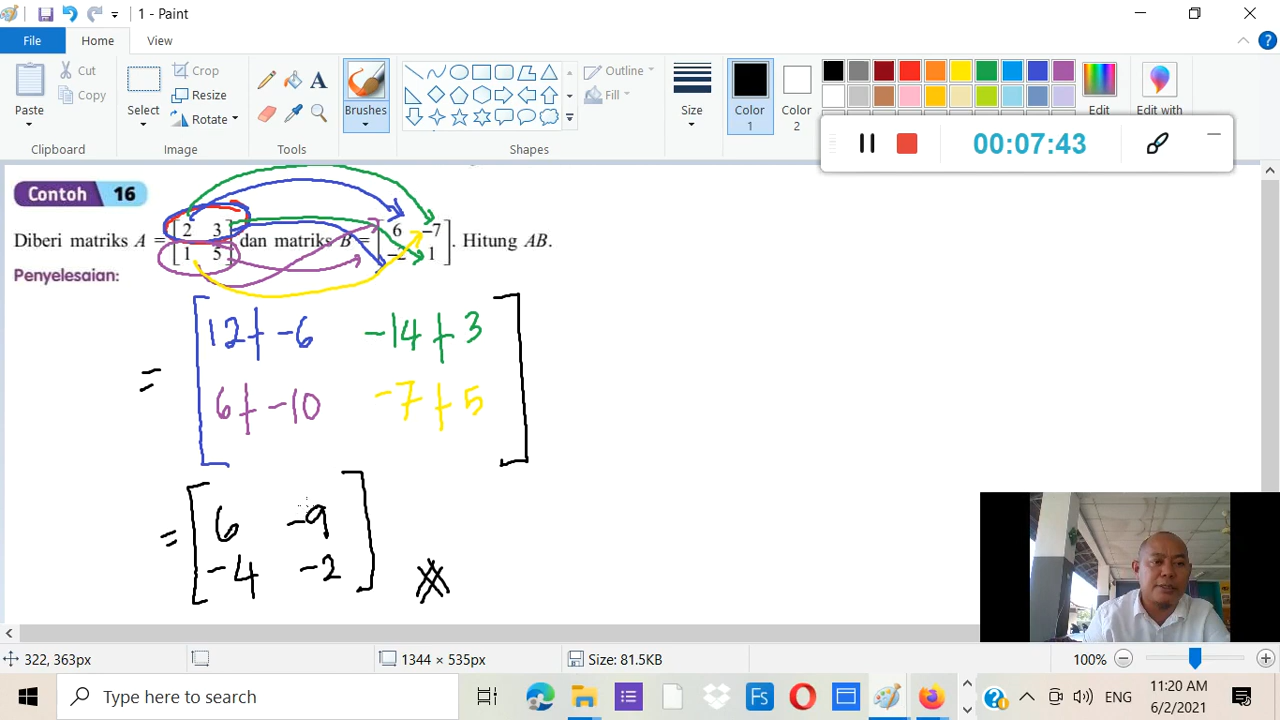 1 - Paint
File Home View
Paste
Cut
Copy
Clipboard
Select
Crop
Resize
Rotate
Image
A
Tools
Brushes
Shapes
Outline
Fill
Size
Color 1
Color 2
Edit
Edit with
00:07:43
Contoh 16
Diberi matriks A = [2 3
1 5] dan matriks B = [6 -7
-2 1]. Hitung AB.
Penyelesaian:
= [12 + -6 -14 + 3
6 + -10 -7 + 5]
= [6 -9
-4 -2]
322, 363px
1344 × 535px
Size: 81.5KB
100%
Type here to search
Fs
ENG
11:20 AM
6/2/2021